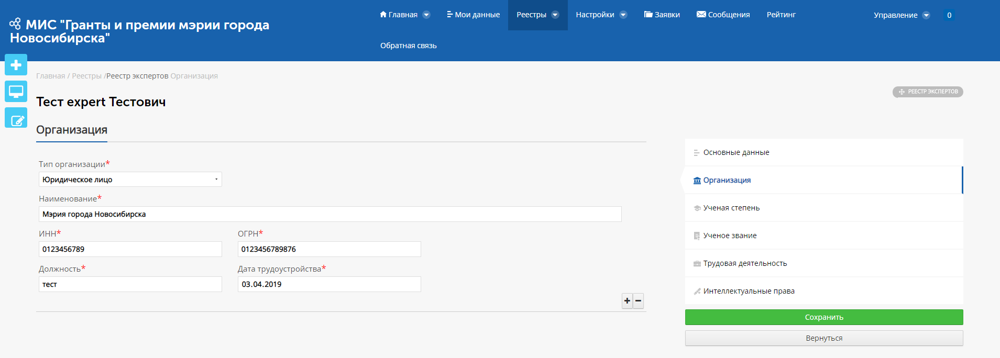 МИС "Гранты и премии мэрии города
Новосибирска"
Главная
Мои данные
Реестры
Настройки
Заявки
Сообщения
Рейтинг
Управление
0
Обратная связь
Главная / Реестры /Реестр экспертов Организация
РЕЕСТР ЭКСПЕРТОВ
Тест expert Тестович
Организация
Тип организации*
Юридическое лицо
Наименование*
Мэрия города Новосибирска
ИНН*
ОГРН*
0123456789
0123456789876
Должность*
Дата трудоустройства*
тест
03.04.2019
Основные данные
Организация
Ученая степень
Ученое звание
Трудовая деятельность
Интеллектуальные права
Сохранить
Вернуться